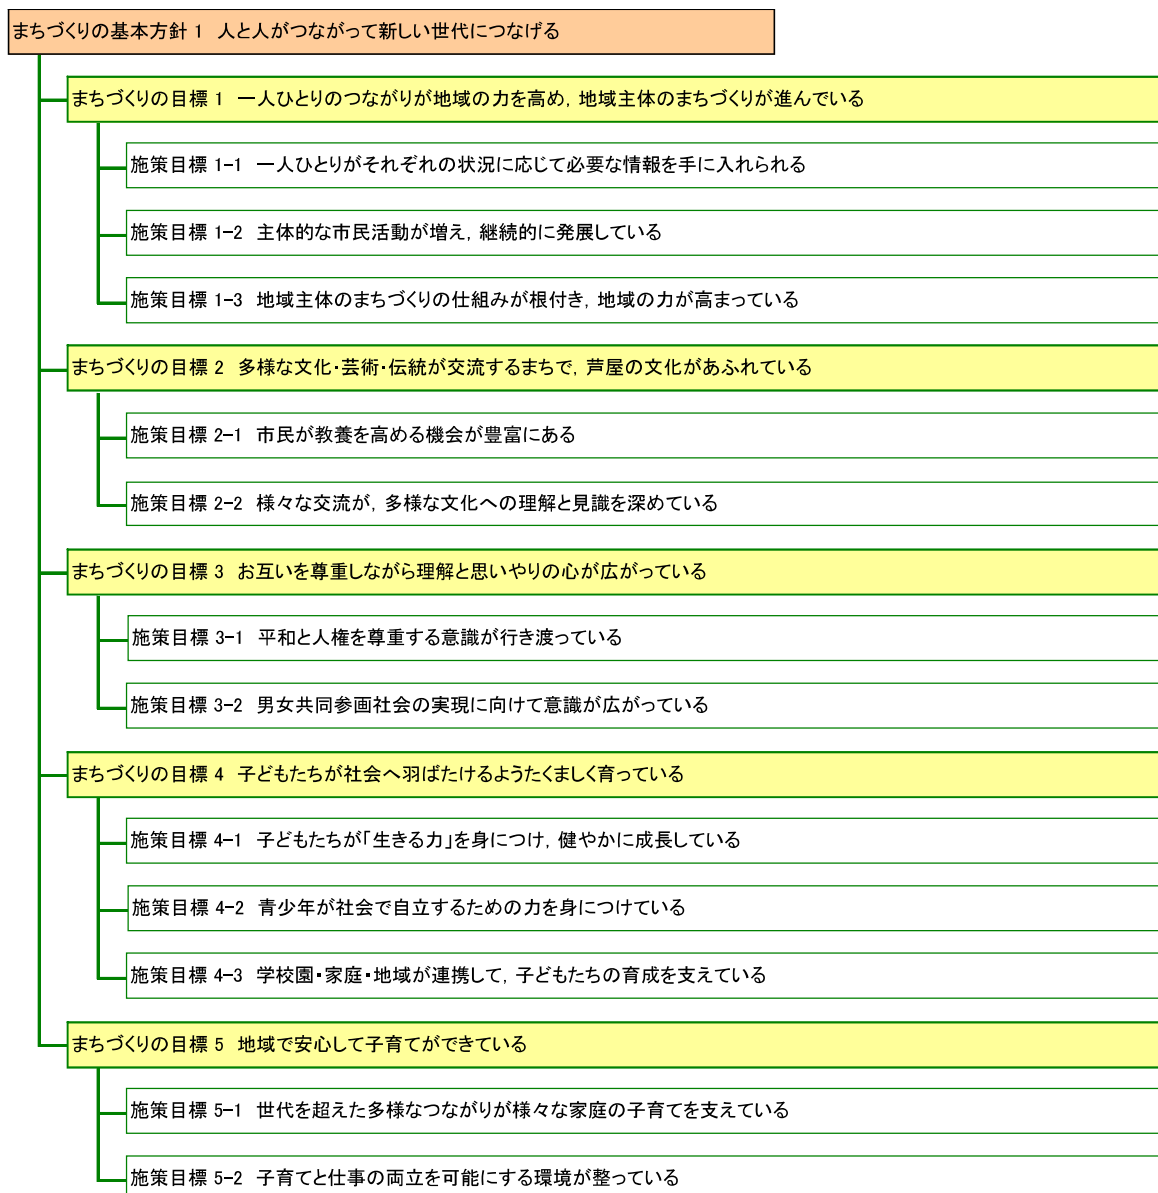 まちづくりの基本方針 1　人と人がつながって新しい世代につなげる
まちづくりの目標 1　一人ひとりのつながりが地域の力を高め，地域主体のまちづくりが進んでいる
施策目標 1-1　一人ひとりがそれぞれの状況に応じて必要な情報を手に入れられる
施策目標 1-2　主体的な市民活動が増え，継続的に発展している
施策目標 1-3　地域主体のまちづくりの仕組みが根付き，地域の力が高まっている
まちづくりの目標 2　多様な文化・芸術・伝統が交流するまちで，芦屋の文化があふれている
施策目標 2-1　市民が教養を高める機会が豊富にある
施策目標 2-2　様々な交流が，多様な文化への理解と見識を深めている
まちづくりの目標 3　お互いを尊重しながら理解と思いやりの心が広がっている
施策目標 3-1　平和と人権を尊重する意識が行き渡っている
施策目標 3-2　男女共同参画社会の実現に向けて意識が広がっている
まちづくりの目標 4　子どもたちが社会へ羽ばたけるようたくましく育っている
施策目標 4-1　子どもたちが「生きる力」を身につけ，健やかに成長している
施策目標 4-2　青少年が社会で自立するための力を身につけている
施策目標 4-3　学校園・家庭・地域が連携して，子どもたちの育成を支えている
まちづくりの目標 5　地域で安心して子育てができている
施策目標 5-1　世代を超えた多様なつながりが様々な家庭の子育てを支えている
施策目標 5-2　子育てと仕事の両立を可能にする環境が整っている